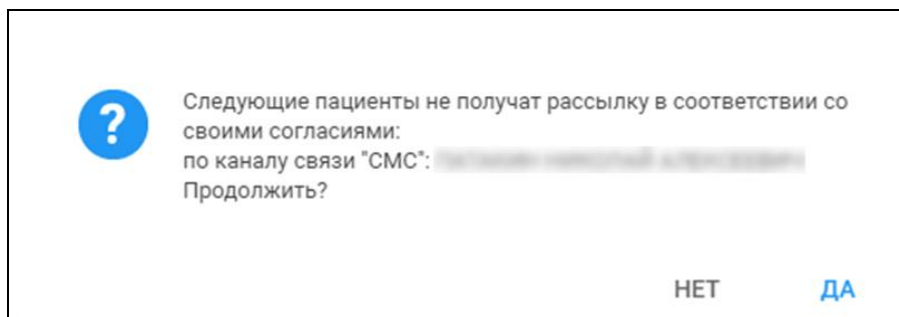 ?
Следующие пациенты не получат рассылку в соответствии со
своими согласиями:
по каналу связи "СМС":
Продолжить?
НЕТ ДА